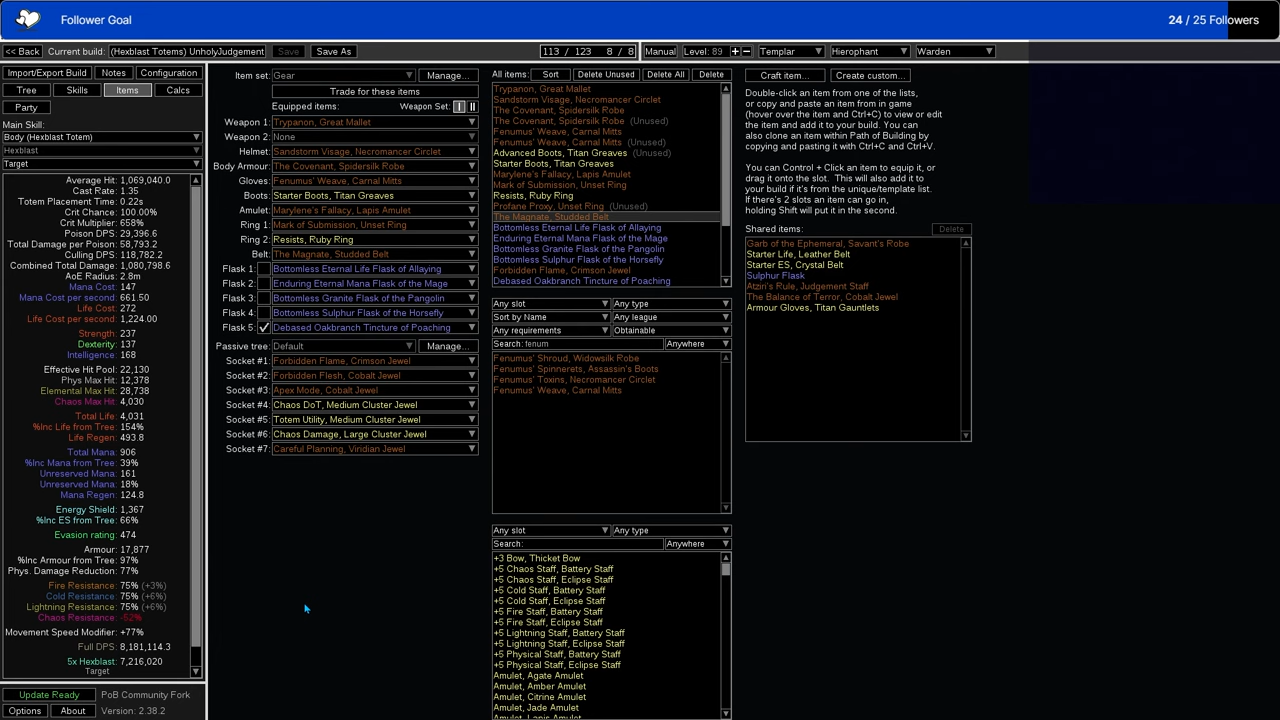 Follower Goal
24 / 25 Followers
<< Back
Current build:
(Hexblast Totems) UnholyJudgement
Save
Save As
113 / 123 8 / 8
Manual
Level: 89
+
Templar
Hierophant
Warden
Import/Export Build
Notes
Configuration
Tree
Skills
Items
Calcs
Party
Main Skill:
Body (Hexblast Totem)
Hexblast
Target
Average Hit: 1,069,040.0
Cast Rate: 1.35
Totem Placement Time: 0.22s
Crit Chance: 100.00%
Crit Multiplier: 658%
Poison DPS: 29,396.6
Total Damage per Poison: 58,793.2
Culling DPS: 118,782.2
Combined Total Damage: 1,080,798.6
AoE Radius: 2.8m
Mana Cost: 147
Mana Cost per second: 661.50
Life Cost: 272
Life Cost per second: 1,224.00
Strength: 237
Dexterity: 137
Intelligence: 168
Effective Hit Pool: 22,130
Phys Max Hit: 12,378
Elemental Max Hit: 28,738
Chaos Max Hit: 4,030
Total Life: 4,031
%Inc Life from Tree: 154%
Life Regen: 493.8
Total Mana: 906
%Inc Mana from Tree: 39%
Unreserved Mana: 161
Unreserved Mana: 18%
Mana Regen: 124.8
Energy Shield: 1,367
%Inc ES from Tree: 66%
Evasion rating: 474
Armour: 17,877
%Inc Armour from Tree: 97%
Phys. Damage Reduction: 77%
Fire Resistance: 75% (+3%)
Cold Resistance: 75% (+6%)
Lightning Resistance: 75% (+6%)
Chaos Resistance: -52%
Movement Speed Modifier: +77%
Full DPS: 8,181,114.3
5x Hexblast: 7,216,020
Target
Update Ready
PoB Community Fork
Options
About
Version: 2.38.2
Item set:
Gear
Manage...
Trade for these items
Equipped items:
Weapon Set:
I
II
Weapon 1: Trypanon, Great Mallet
Weapon 2: None
Helmet: Sandstorm Visage, Necromancer Circlet
Body Armour: The Covenant, Spidersilk Robe
Gloves: Fenumus' Weave, Carnal Mitts
Boots: Starter Boots, Titan Greaves
Amulet: Marylene's Fallacy, Lapis Amulet
Ring 1: Mark of Submission, Unset Ring
Ring 2: Resists, Ruby Ring
Belt: The Magnate, Studded Belt
Flask 1: Bottomless Eternal Life Flask of Allaying
Flask 2: Enduring Eternal Mana Flask of the Mage
Flask 3: Bottomless Granite Flask of the Pangolin
Flask 4: Bottomless Sulphur Flask of the Horsefly
Flask 5: Debased Oakbranch Tincture of Poaching
Passive tree: Default
Manage...
Socket #1: Forbidden Flame, Crimson Jewel
Socket #2: Forbidden Flesh, Cobalt Jewel
Socket #3: Apex Mode, Cobalt Jewel
Socket #4: Chaos DoT, Medium Cluster Jewel
Socket #5: Totem Utility, Medium Cluster Jewel
Socket #6: Chaos Damage, Large Cluster Jewel
Socket #7: Careful Planning, Viridian Jewel
All items:
Sort
Delete Unused
Delete All
Delete
Trypanon, Great Mallet
Sandstorm Visage, Necromancer Circlet
The Covenant, Spidersilk Robe
The Covenant, Spidersilk Robe (Unused)
Fenumus' Weave, Carnal Mitts
Fenumus' Weave, Carnal Mitts (Unused)
Advanced Boots, Titan Greaves (Unused)
Starter Boots, Titan Greaves
Marylene's Fallacy, Lapis Amulet
Mark of Submission, Unset Ring
Resists, Ruby Ring
Profane Proxy, Unset Ring (Unused)
The Magnate, Studded Belt
Bottomless Eternal Life Flask of Allaying
Enduring Eternal Mana Flask of the Mage
Bottomless Granite Flask of the Pangolin
Bottomless Sulphur Flask of the Horsefly
Forbidden Flame, Crimson Jewel
Debased Oakbranch Tincture of Poaching
Any slot
Any type
Sort by Name
Any league
Any requirements
Obtainable
Search: fenum
Anywhere
Fenumus' Shroud, Widowsilk Robe
Fenumus' Spinnerets, Assassin's Boots
Fenumus' Toxins, Necromancer Circlet
Fenumus' Weave, Carnal Mitts
Any slot
Any type
Search:
Anywhere
+3 Bow, Thicket Bow
+5 Chaos Staff, Battery Staff
+5 Chaos Staff, Eclipse Staff
+5 Cold Staff, Battery Staff
+5 Cold Staff, Eclipse Staff
+5 Fire Staff, Battery Staff
+5 Fire Staff, Eclipse Staff
+5 Lightning Staff, Battery Staff
+5 Lightning Staff, Eclipse Staff
+5 Physical Staff, Battery Staff
+5 Physical Staff, Eclipse Staff
Amulet, Agate Amulet
Amulet, Amber Amulet
Amulet, Citrine Amulet
Amulet, Jade Amulet
Amulet, Lapis Amulet
Craft item...
Create custom...
Double-click an item from one of the lists,
or copy and paste an item from in game
(hover over the item and Ctrl+C) to view or edit
the item and add it to your build. You can
also clone an item within Path of Building by
copying and pasting it with Ctrl+C and Ctrl+V.
You can Control + Click an item to equip it, or
drag it onto the slot. This will also add it to
your build if it's from the unique/template list.
If there's 2 slots an item can go in,
holding Shift will put it in the second.
Shared items:
Delete
Garb of the Ephemeral, Savant's Robe
Starter Life, Leather Belt
Starter ES, Crystal Belt
Sulphur Flask
Atziri's Rule, Judgement Staff
The Balance of Terror, Cobalt Jewel
Armour Gloves, Titan Gauntlets